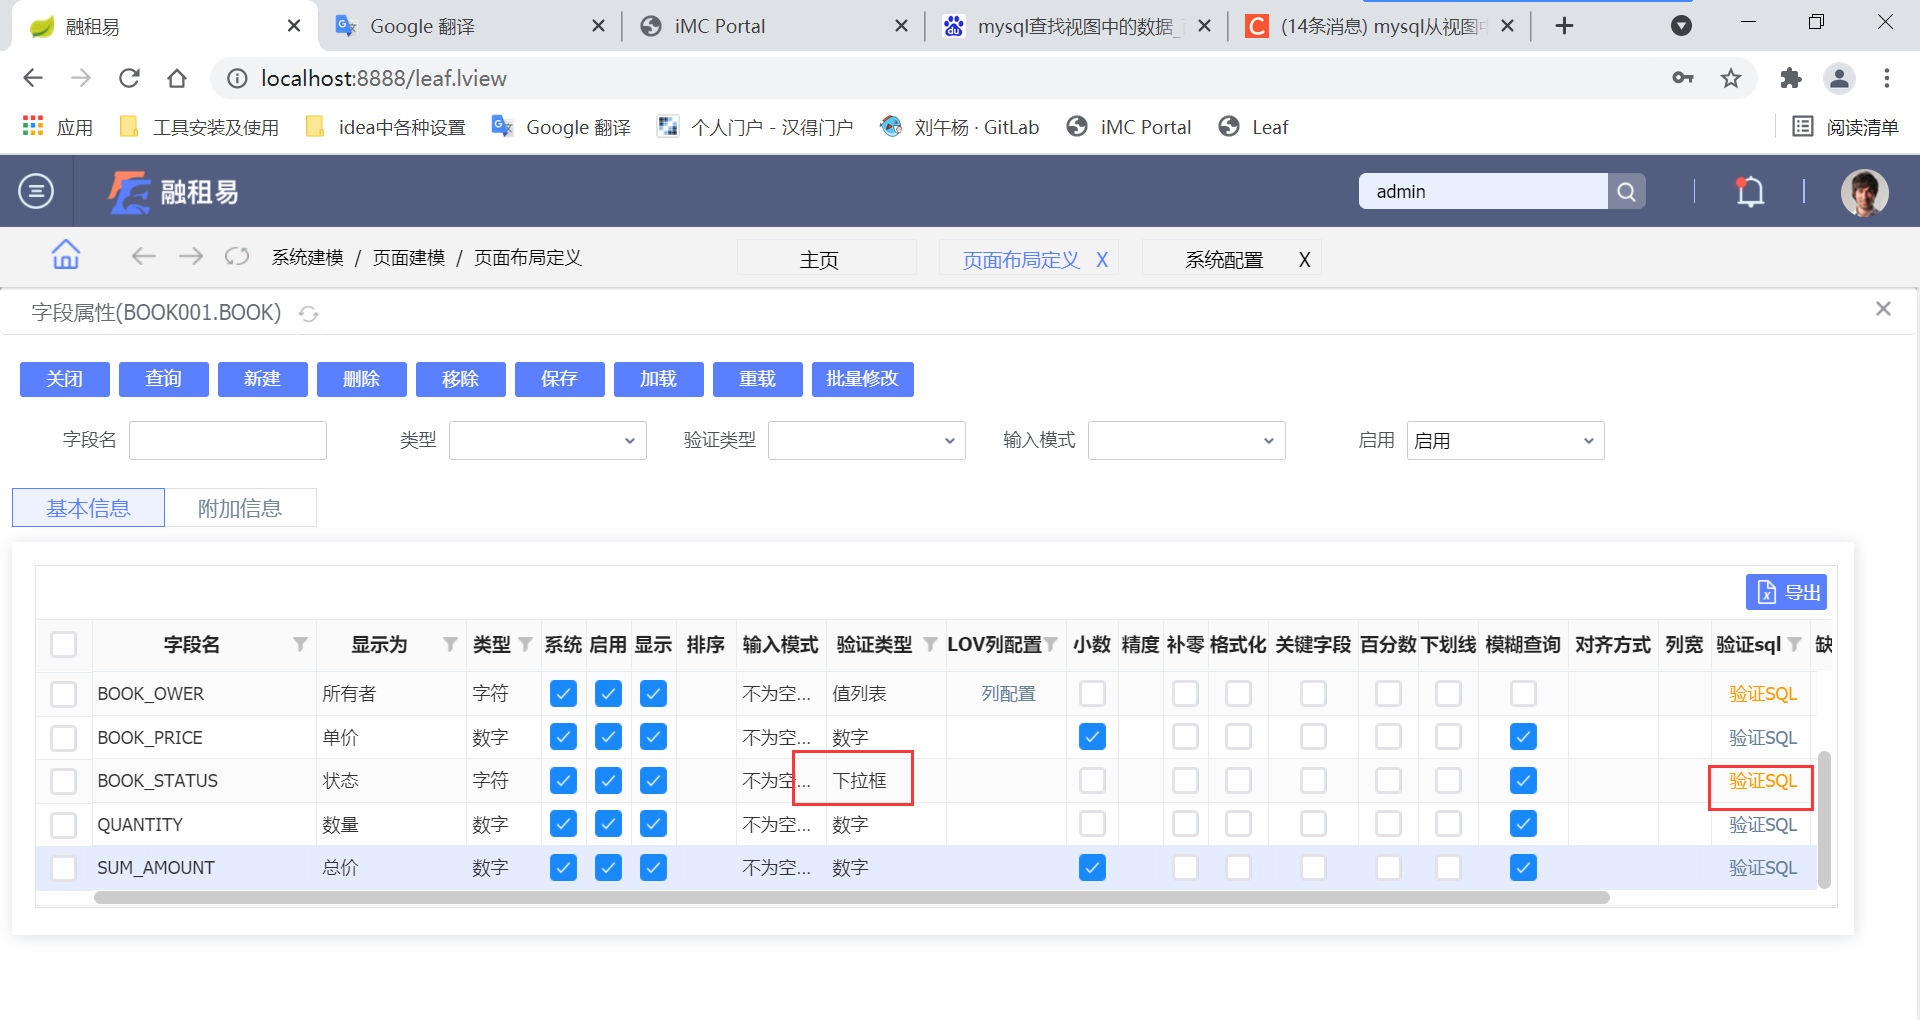 融租易
Google 翻译
iMC Portal
mysql查找视图中的数据_
(14条消息) mysql从视图中
localhost:8888/leaf.lview
应用
工具安装及使用
idea中各种设置
Google 翻译
个人门户 - 汉得门户
刘午杨 · GitLab
iMC Portal
Leaf
阅读清单
融租易
admin
系统建模 / 页面建模 / 页面布局定义
主页
页面布局定义 X
系统配置 X
字段属性(BOOK001.BOOK)
关闭 查询 新建 删除 移除 保存 加载 重载 批量修改
字段名 类型 验证类型 输入模式 启用 启用
基本信息 附加信息
导出
字段名 显示为 类型 系统 启用 显示 排序 输入模式 验证类型 LOV列配置 小数 精度 补零 格式化 关键字段 百分数 下划线 模糊查询 对齐方式 列宽 验证sql 缺
BOOK_OWER 所有者 字符 不为空... 值列表 列配置 验证SQL
BOOK_PRICE 单价 数字 不为空... 数字 验证SQL
BOOK_STATUS 状态 字符 不为空... 下拉框 验证SQL
QUANTITY 数量 数字 不为空... 数字 验证SQL
SUM_AMOUNT 总价 数字 不为空... 数字 验证SQL